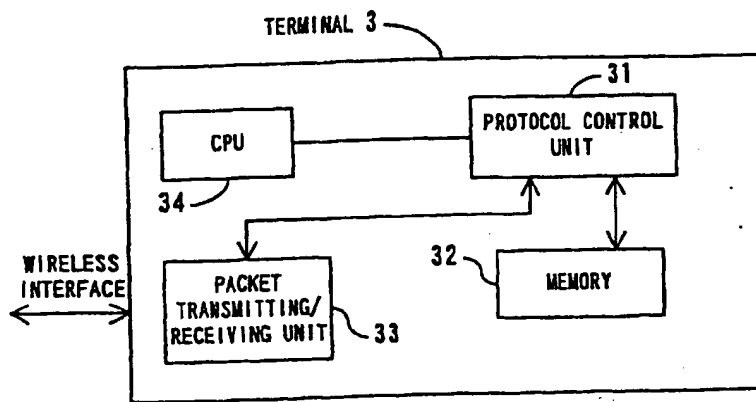 TERMINAL 3
31
CPU
PROTOCOL CONTROL
UNIT
34
WIRELESS
INTERFACE
PACKET
TRANSMITTING/
RECEIVING UNIT
33
32
MEMORY